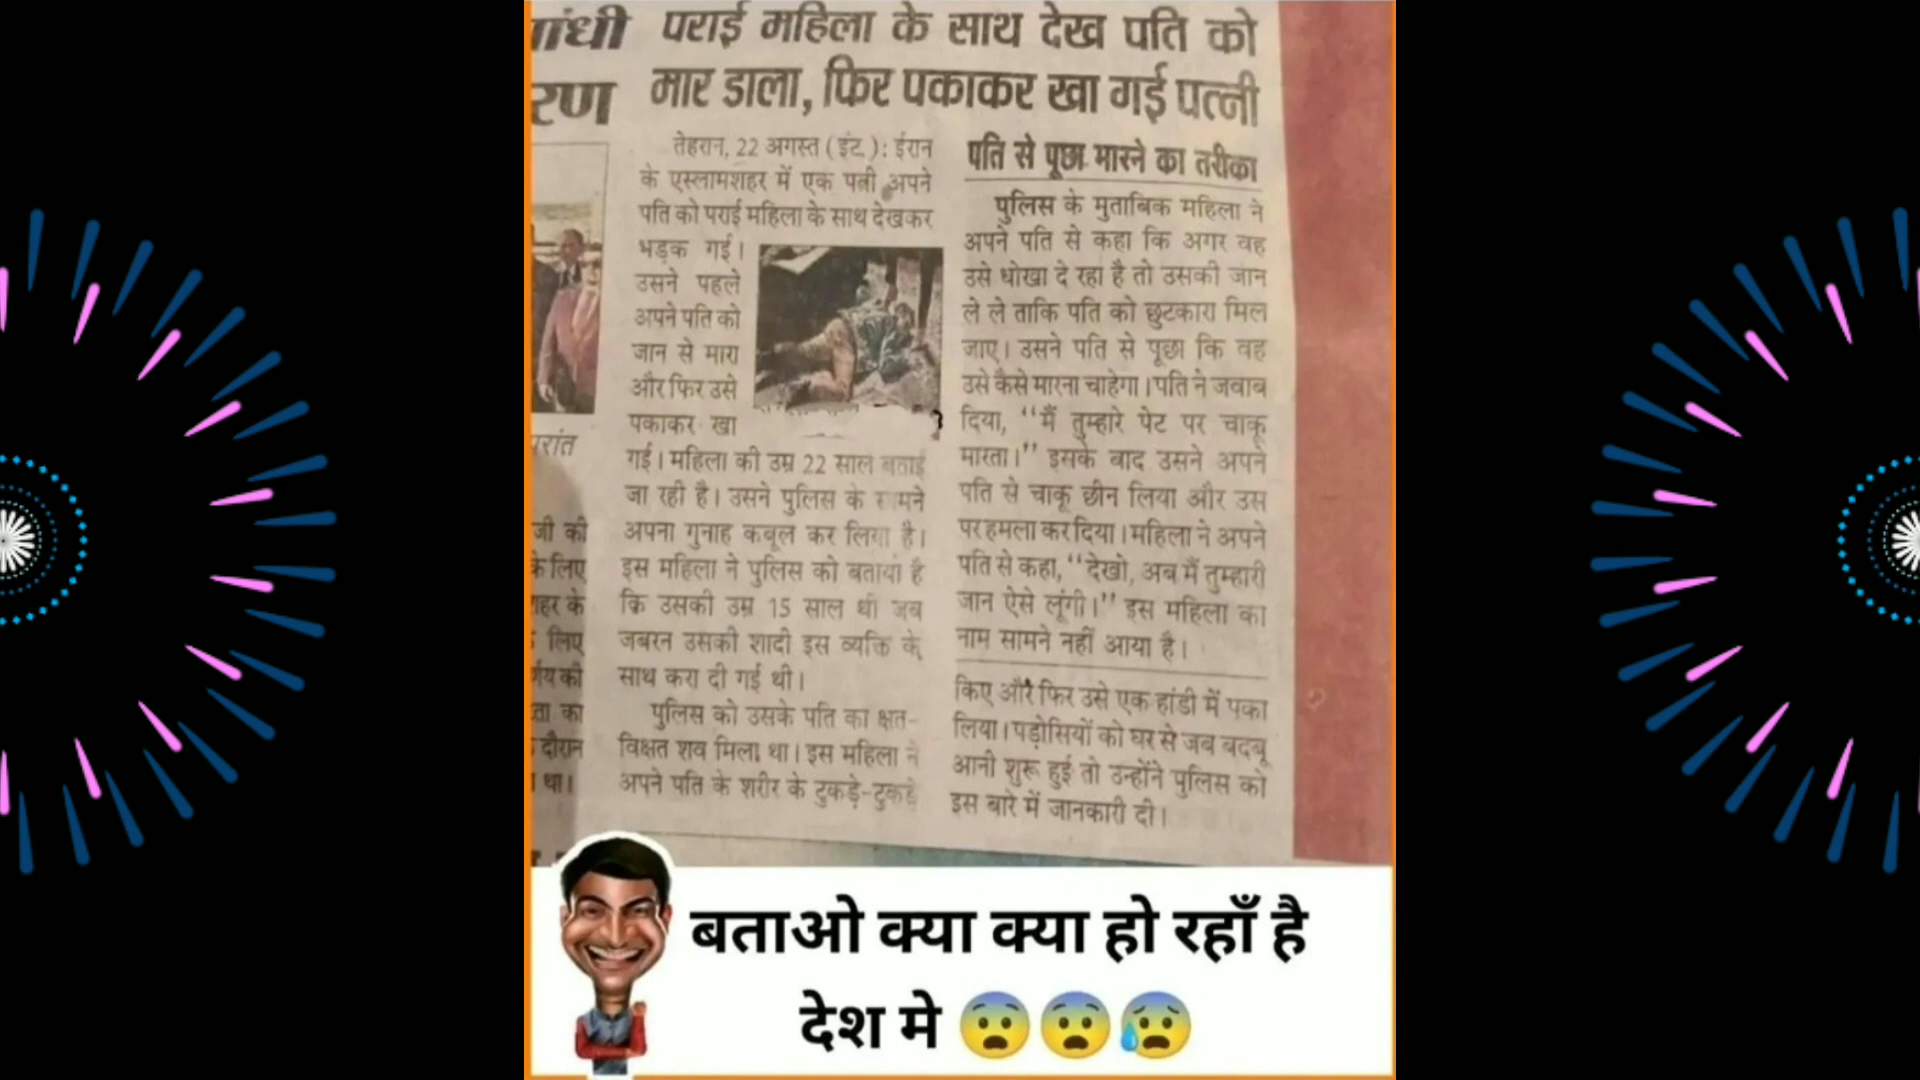 गांधी
रण
पराई महिला के साथ देख पति को
मार डाला, फिर पकाकर खा गई पत्नी
तेहरान, 22 अगस्त (इंट.): ईरान
के एस्लामशहर में एक पत्नी अपने
पति को पराई महिला के साथ देखकर
भड़क गई।
उसने पहले
अपने पति को
जान से मारा
और फिर उसे
पकाकर खा
गई। महिला की उम्र 22 साल बताई
जा रही है। उसने पुलिस के सामने
अपना गुनाह कबूल कर लिया है।
इस महिला ने पुलिस को बताया है
कि उसकी उम्र 15 साल थी जब
जबरन उसकी शादी इस व्यक्ति के
साथ करा दी गई थी।
पुलिस को उसके पति का क्षत-
विक्षत शव मिला था। इस महिला ने
अपने पति के शरीर के टुकड़े-टुकड़े
पति से पूछा मारने का तरीका
पुलिस के मुताबिक महिला ने
अपने पति से कहा कि अगर वह
उसे धोखा दे रहा है तो उसकी जान
ले ले ताकि पति को छुटकारा मिल
जाए। उसने पति से पूछा कि वह
उसे कैसे मारना चाहेगा। पति ने जवाब
दिया, ‘‘मैं तुम्हारे पेट पर चाकू
मारता।’’ इसके बाद उसने अपने
पति से चाकू छीन लिया और उस
पर हमला कर दिया। महिला ने अपने
पति से कहा, ‘‘देखो, अब मैं तुम्हारी
जान ऐसे लूंगी।’’ इस महिला का
नाम सामने नहीं आया है।
किए और फिर उसे एक हांडी में पका
लिया। पड़ोसियों को घर से जब बदबू
आनी शुरू हुई तो उन्होंने पुलिस को
इस बारे में जानकारी दी।
जी की
के लिए
लिए
का
दौरान
था।
बताओ क्या क्या हो रहाँ है
देश मे 😨😨😰